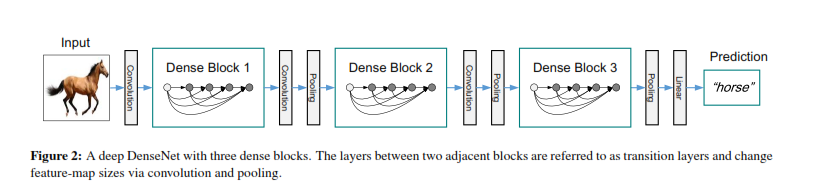 Input
Prediction
Convolution
Dense Block 1
Convolution
Pooling
Dense Block 2
Convolution
Pooling
Dense Block 3
Pooling
Linear
"horse"
Figure 2: A deep DenseNet with three dense blocks. The layers between two adjacent blocks are referred to as transition layers and change
feature-map sizes via convolution and pooling.